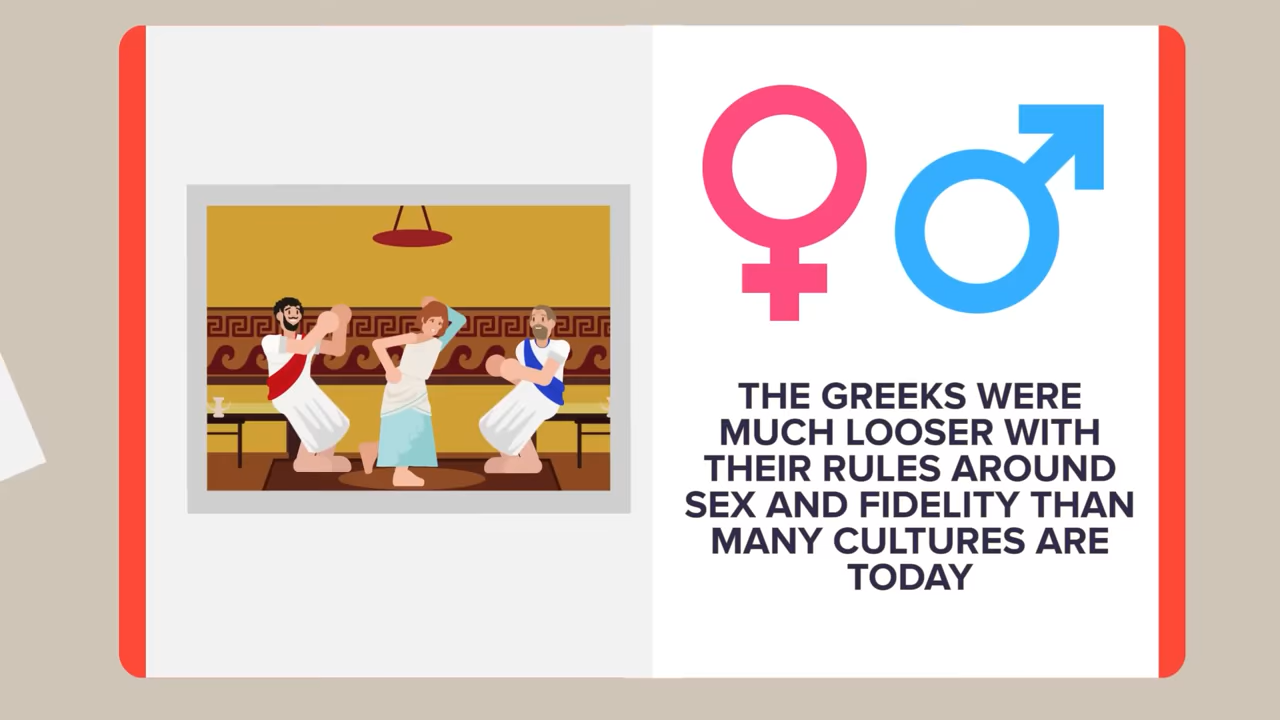 THE GREEKS WERE
MUCH LOOSER WITH
THEIR RULES AROUND
SEX AND FIDELITY THAN
MANY CULTURES ARE
TODAY